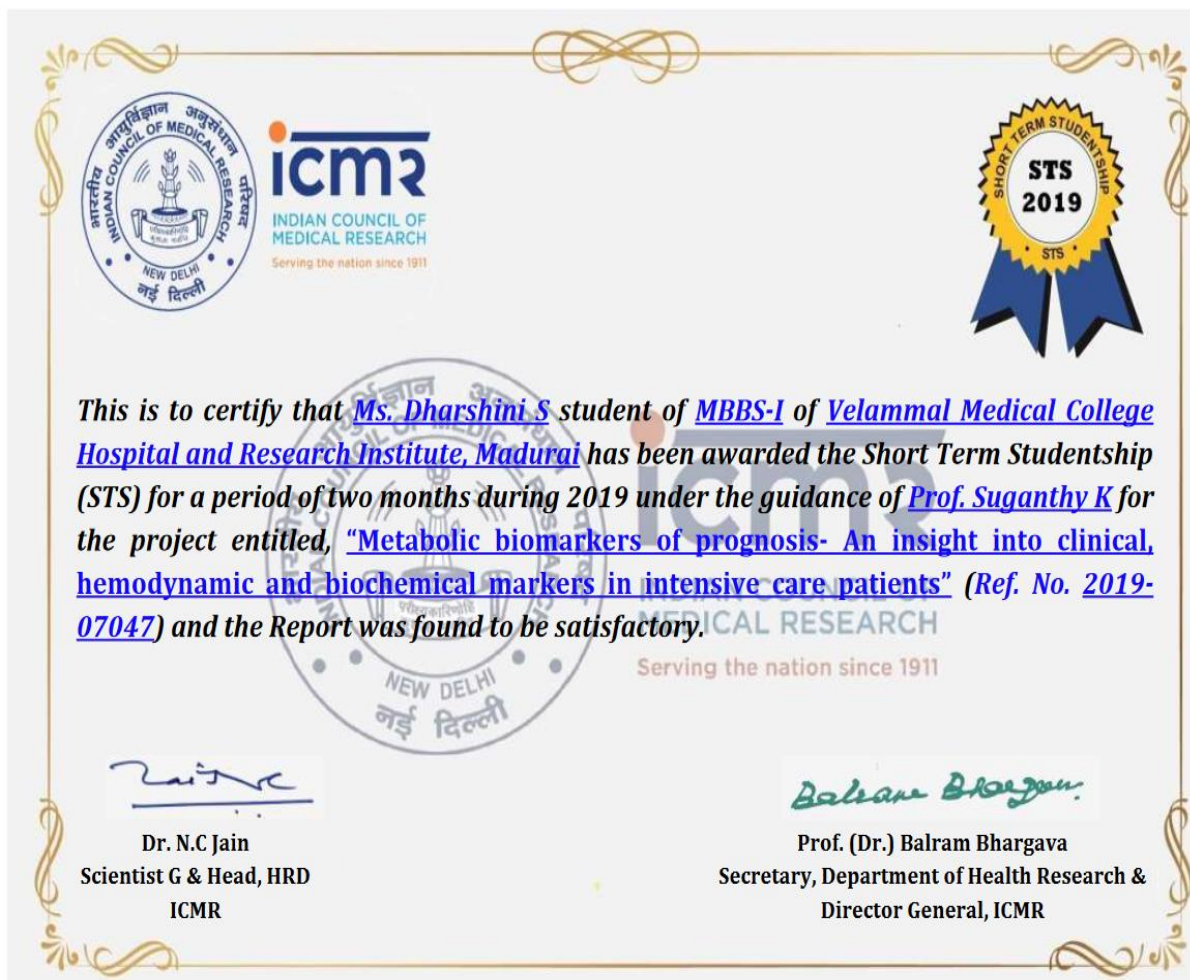 भारतीय आयुर्विज्ञान अनुसंधान परिषद
INDIAN COUNCIL OF MEDICAL RESEARCH
NEW DELHI
नई दिल्ली
icmr
INDIAN COUNCIL OF
MEDICAL RESEARCH
Serving the nation since 1911
SHORT TERM STUDENTSHIP
STS
2019
STS
This is to certify that Ms. Dharshini S student of MBBS-I of Velammal Medical College
Hospital and Research Institute, Madurai has been awarded the Short Term Studentship
(STS) for a period of two months during 2019 under the guidance of Prof. Suganthy K for
the project entitled, “Metabolic biomarkers of prognosis- An insight into clinical,
hemodynamic and biochemical markers in intensive care patients” (Ref. No. 2019-
07047) and the Report was found to be satisfactory.
icmr
INDIAN COUNCIL OF
MEDICAL RESEARCH
Serving the nation since 1911
NEW DELHI
नई दिल्ली
Balram Bhargava
Dr. N.C Jain
Scientist G & Head, HRD
ICMR
Prof. (Dr.) Balram Bhargava
Secretary, Department of Health Research &
Director General, ICMR